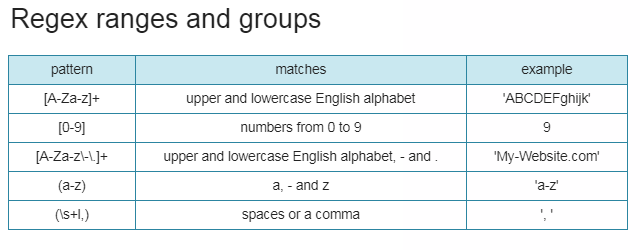 Regex ranges and groups
pattern matches example
[A-Za-z]+ upper and lowercase English alphabet 'ABCDEFghijk'
[0-9] numbers from 0 to 9 9
[A-Za-z\-\.]+ upper and lowercase English alphabet, - and . 'My-Website.com'
(a-z) a, - and z 'a-z'
(\s+l,) spaces or a comma ', '